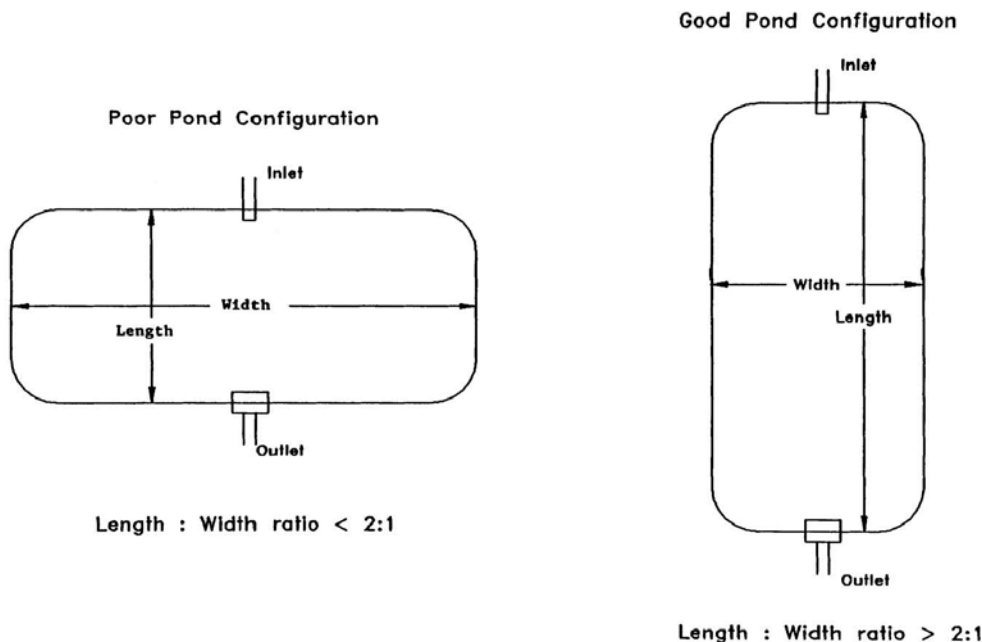 Poor Pond Configuration
Inlet
Width
Length
Outlet
Length : Width ratio < 2:1
Good Pond Configuration
Inlet
Width
Length
Outlet
Length : Width ratio > 2:1